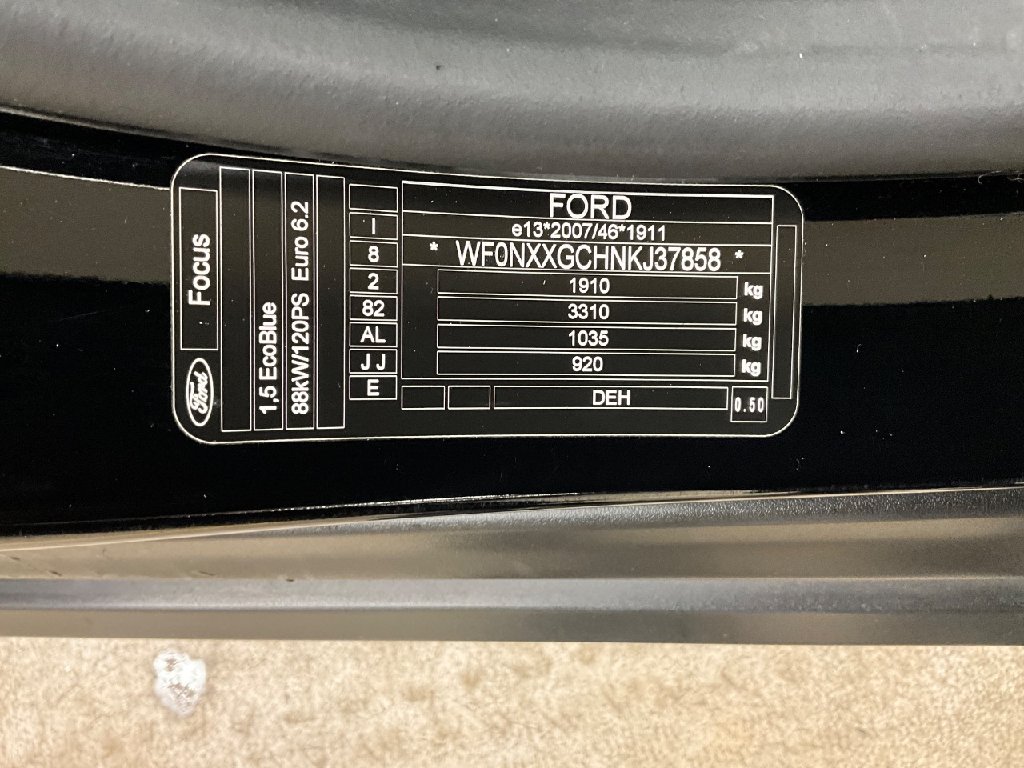 Focus
Ford
1,5 EcoBlue
88kW/120PS Euro 6.2
I
8
2
82
AL
JJ
E
FORD
e13*2007/46*1911
* WF0NXXGCHNKJ37858 *
1910 kg
3310 kg
1035 kg
920 kg
DEH
0.50